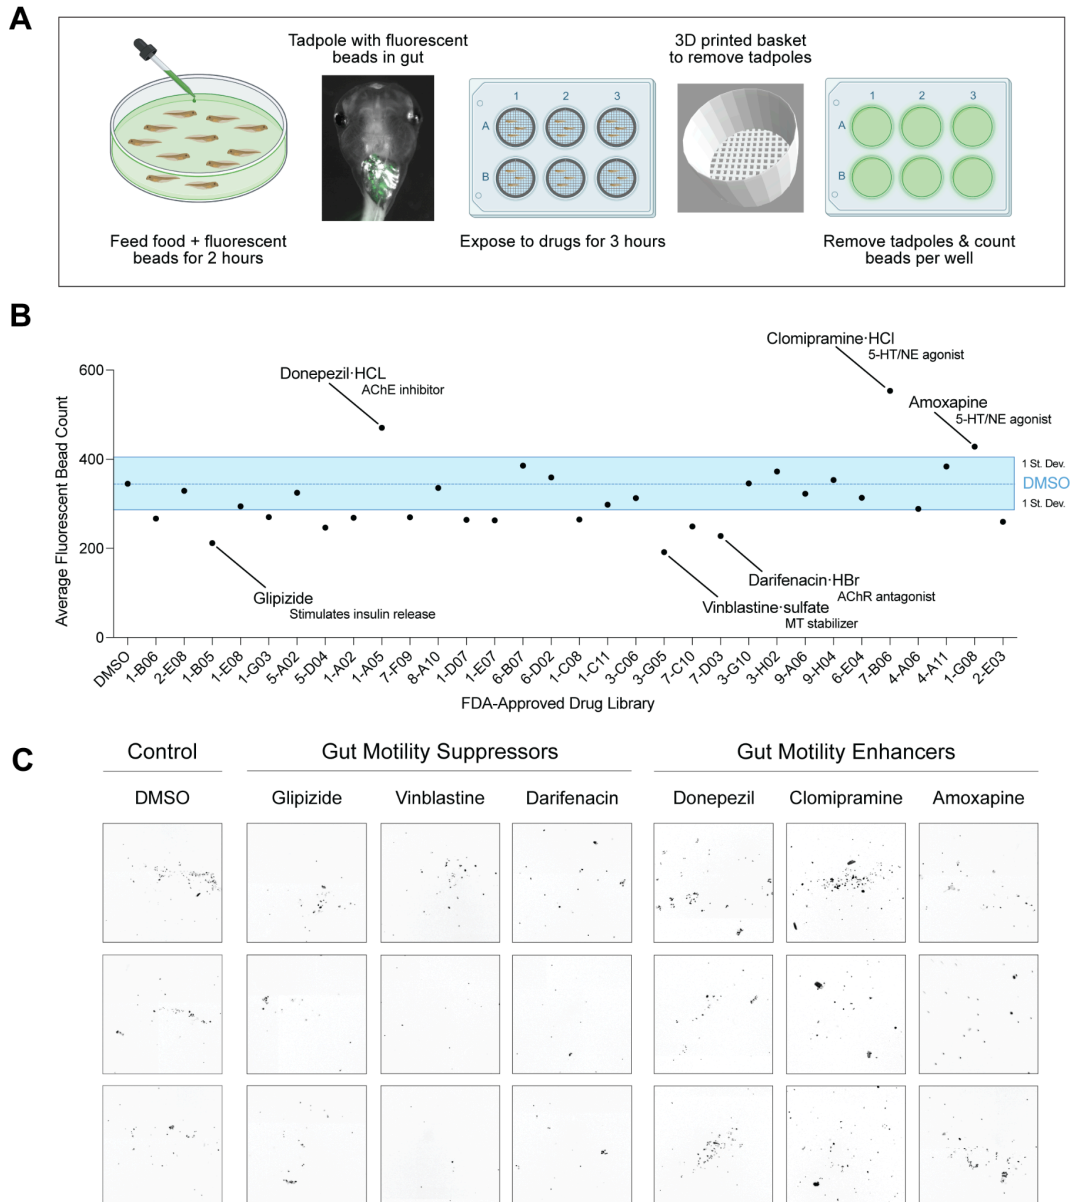 A
Tadpole with fluorescent
beads in gut
3D printed basket
to remove tadpoles
1 2 3
A
B
1 2 3
A
B
Feed food + fluorescent
beads for 2 hours
Expose to drugs for 3 hours
Remove tadpoles & count
beads per well
B
Average Fluorescent Bead Count
600
400
200
0
Donepezil·HCL
AChE inhibitor
Clomipramine·HCl
5-HT/NE agonist
Amoxapine
5-HT/NE agonist
1 St. Dev.
DMSO
1 St. Dev.
Glipizide
Stimulates insulin release
Darifenacin·HBr
AChR antagonist
Vinblastine·sulfate
MT stabilizer
DMSO
1-B06
2-E08
1-B05
1-E08
1-G03
5-A02
5-D04
1-A02
1-A05
7-F09
8-A10
1-D07
1-E07
6-B07
6-D02
1-C08
1-C11
3-C06
3-G05
7-C10
7-D03
3-G10
3-H02
9-A06
9-H04
6-E04
7-B06
4-A06
4-A11
1-G08
2-E03
FDA-Approved Drug Library
C
Control
Gut Motility Suppressors
Gut Motility Enhancers
DMSO
Glipizide
Vinblastine
Darifenacin
Donepezil
Clomipramine
Amoxapine